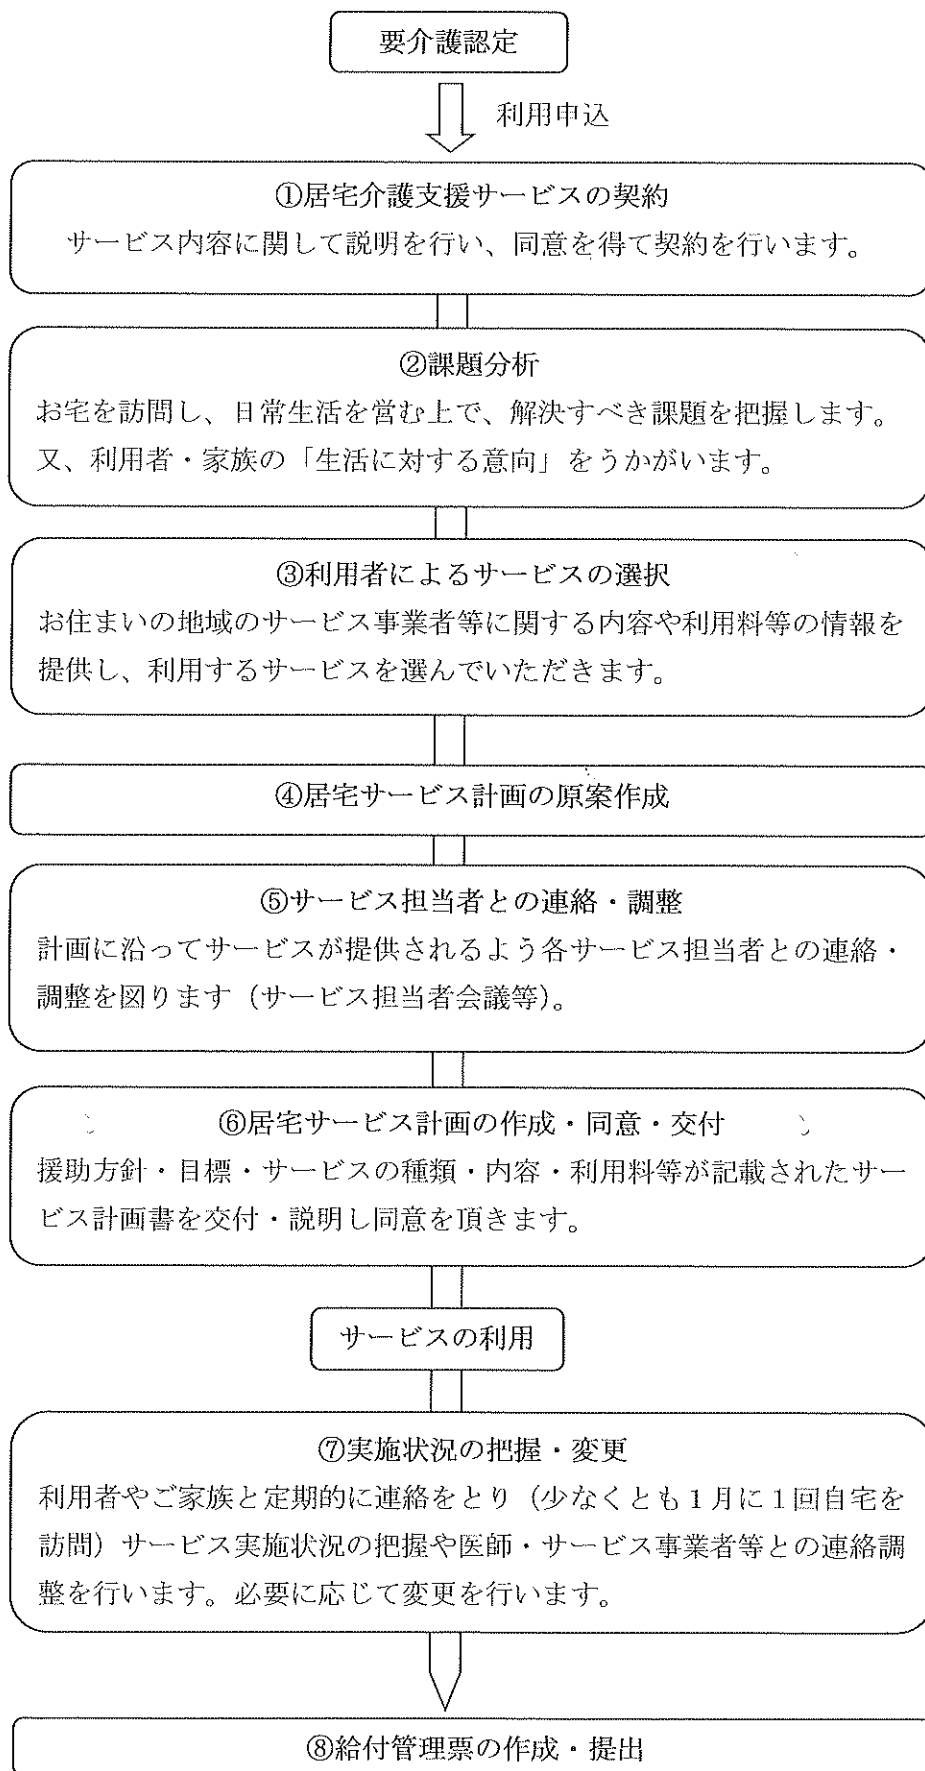 要介護認定
利用申込
①居宅介護支援サービスの契約
サービス内容に関して説明を行い、同意を得て契約を行います。
②課題分析
お宅を訪問し、日常生活を営む上で、解決すべき課題を把握します。
又、利用者・家族の「生活に対する意向」をうかがいます。
③利用者によるサービスの選択
お住まいの地域のサービス事業者等に関する内容や利用料等の情報を
提供し、利用するサービスを選んでいただきます。
④居宅サービス計画の原案作成
⑤サービス担当者との連絡・調整
計画に沿ってサービスが提供されるよう各サービス担当者との連絡・
調整を図ります（サービス担当者会議等）。
⑥居宅サービス計画の作成・同意・交付
援助方針・目標・サービスの種類・内容・利用料等が記載されたサー
ビス計画書を交付・説明し同意を頂きます。
サービスの利用
⑦実施状況の把握・変更
利用者やご家族と定期的に連絡をとり（少なくとも１月に１回自宅を
訪問）サービス実施状況の把握や医師・サービス事業者等との連絡調
整を行います。必要に応じて変更を行います。
⑧給付管理票の作成・提出